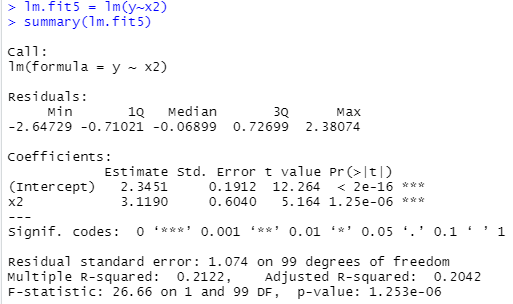 > lm.fit5 = lm(y~x2)
> summary(lm.fit5)
Call:
lm(formula = y ~ x2)
Residuals:
Min 1Q Median 3Q Max
-2.64729 -0.71021 -0.06899 0.72699 2.38074
Coefficients:
Estimate Std. Error t value Pr(>|t|)
(Intercept) 2.3451 0.1912 12.264 < 2e-16 ***
x2 3.1190 0.6040 5.164 1.25e-06 ***
---
Signif. codes: 0 ‘***’ 0.001 ‘**’ 0.01 ‘*’ 0.05 ‘.’ 0.1 ‘ ’ 1
Residual standard error: 1.074 on 99 degrees of freedom
Multiple R-squared: 0.2122, Adjusted R-squared: 0.2042
F-statistic: 26.66 on 1 and 99 DF, p-value: 1.253e-06